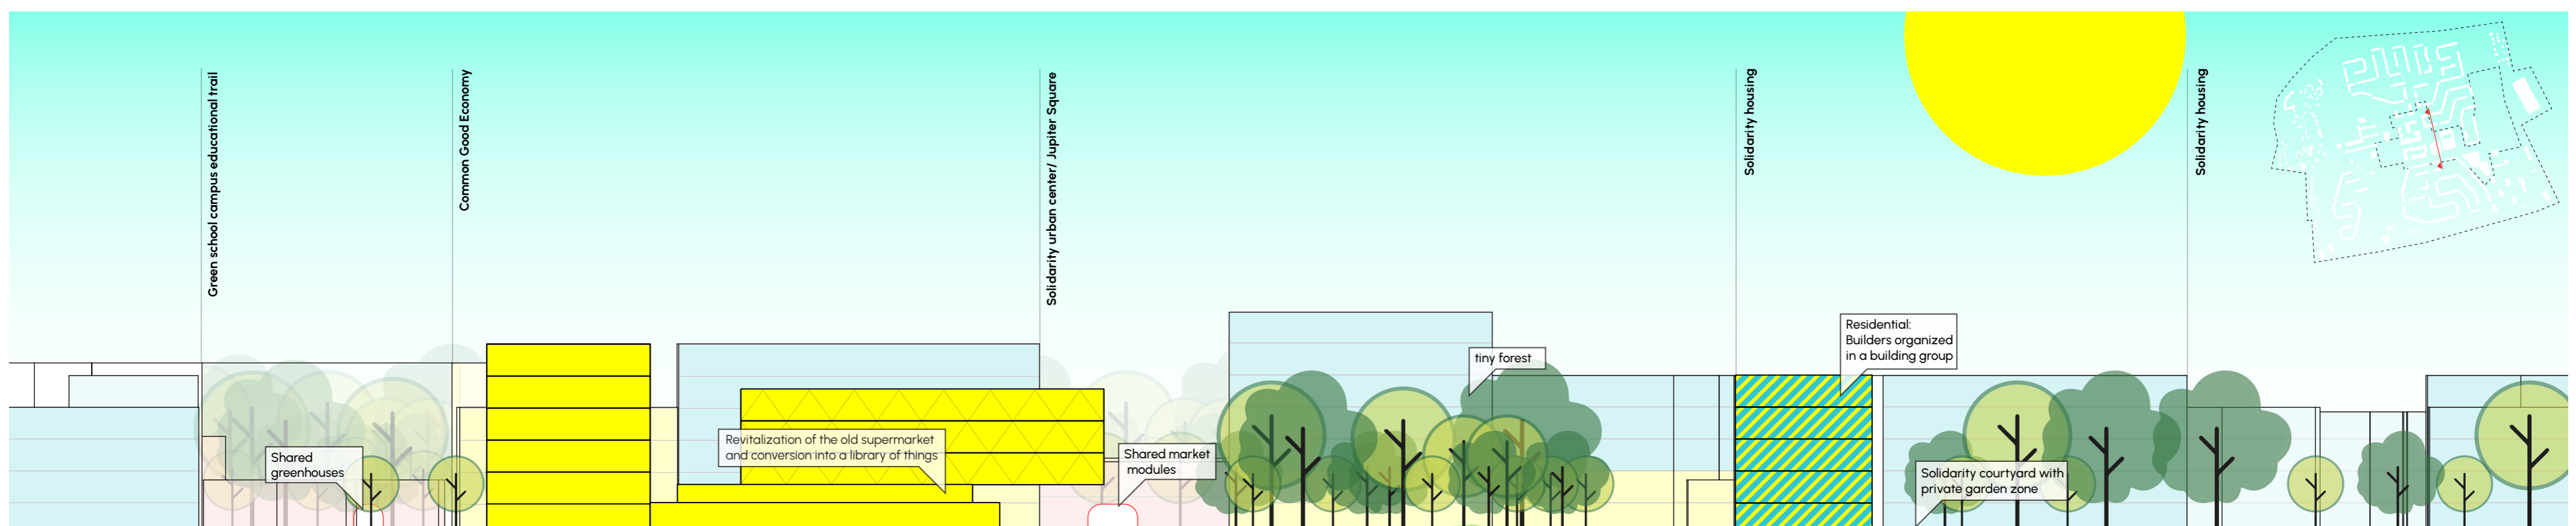 Green school campus educational trail
Common Good Economy
Solidarity urban center/ Jupiter Square
Solidarity housing
Solidarity housing
Shared
greenhouses
Revitalization of the old supermarket
and conversion into a library of things
Shared market
modules
tiny forest
Residential:
Builders organized
in a building group
Solidarity courtyard with
private garden zone